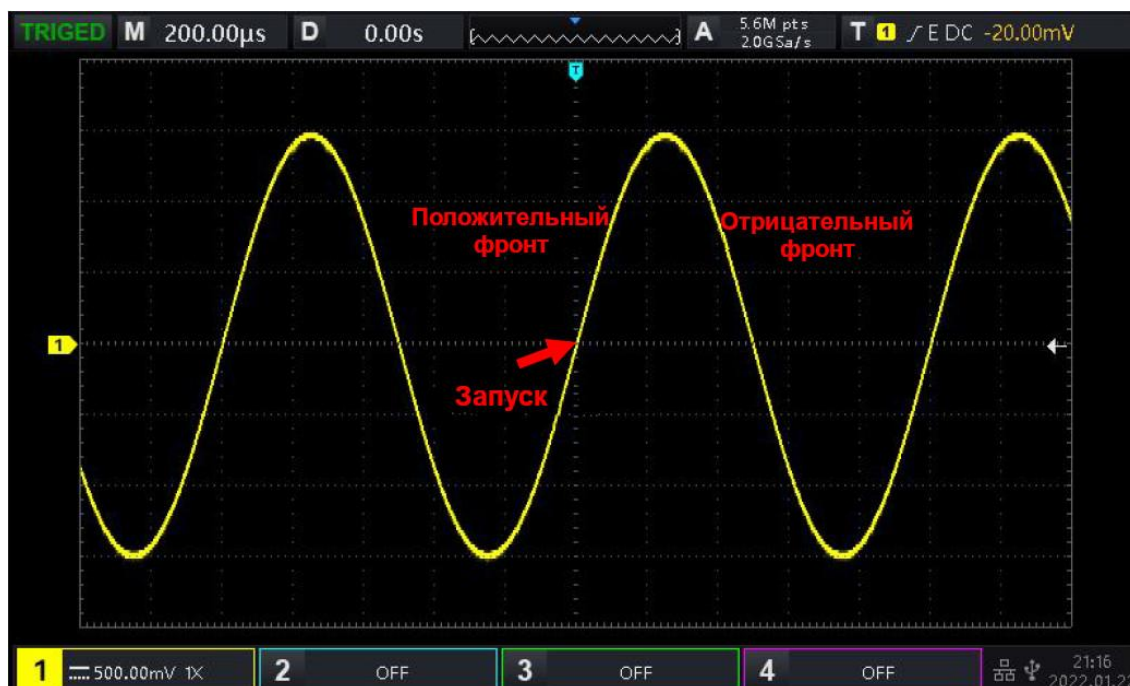 TRIGED M 200.00μs D 0.00s A 5.6M pts T 1 E DC -20.00mV
2.0GSa/s
T
Положительный
фронт
Отрицательный
фронт
1
Запуск
1 500.00mV 1X 2 OFF 3 OFF 4 OFF 21:16